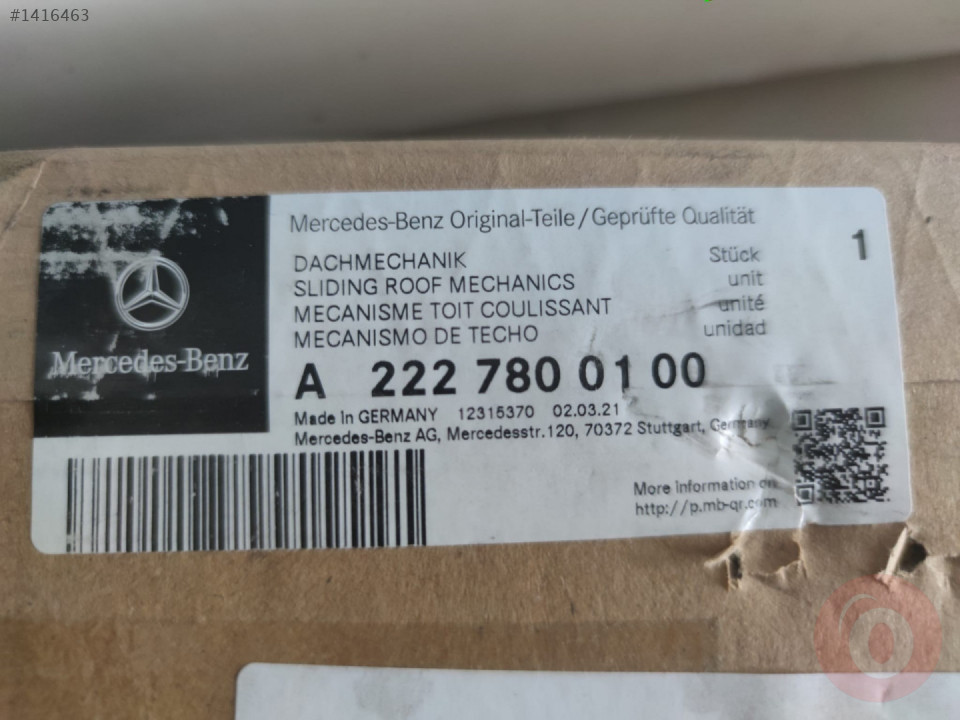 #1416463
Mercedes-Benz Original-Teile/Geprüfte Qualität
DACHMECHANIK Stück 1
SLIDING ROOF MECHANICS unit
MECANISME TOIT COULISSANT unité
MECANISMO DE TECHO unidad
Mercedes-Benz
A 222 780 01 00
Made in GERMANY 12315370 02.03.21
Mercedes-Benz AG, Mercedesstr.120, 70372 Stuttgart, Germany
More information on
http://p.mb-qr.com